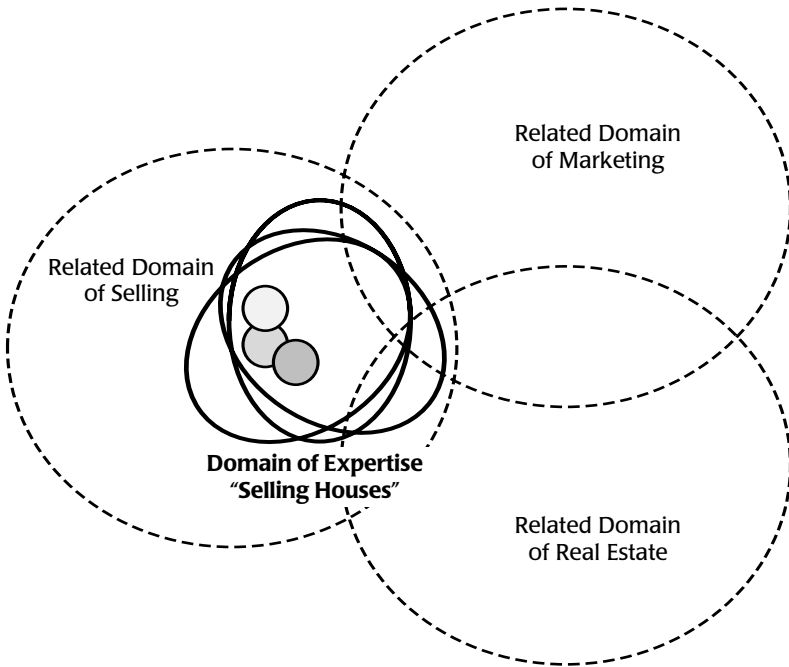 Related Domain
of Marketing
Related Domain
of Selling
Domain of Expertise
“Selling Houses”
Related Domain
of Real Estate